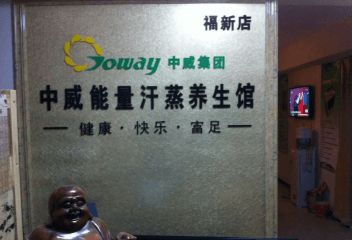 福新店
Goway 中威集团
中威能量汗蒸养生馆
— 健康 · 快乐 · 富足 —